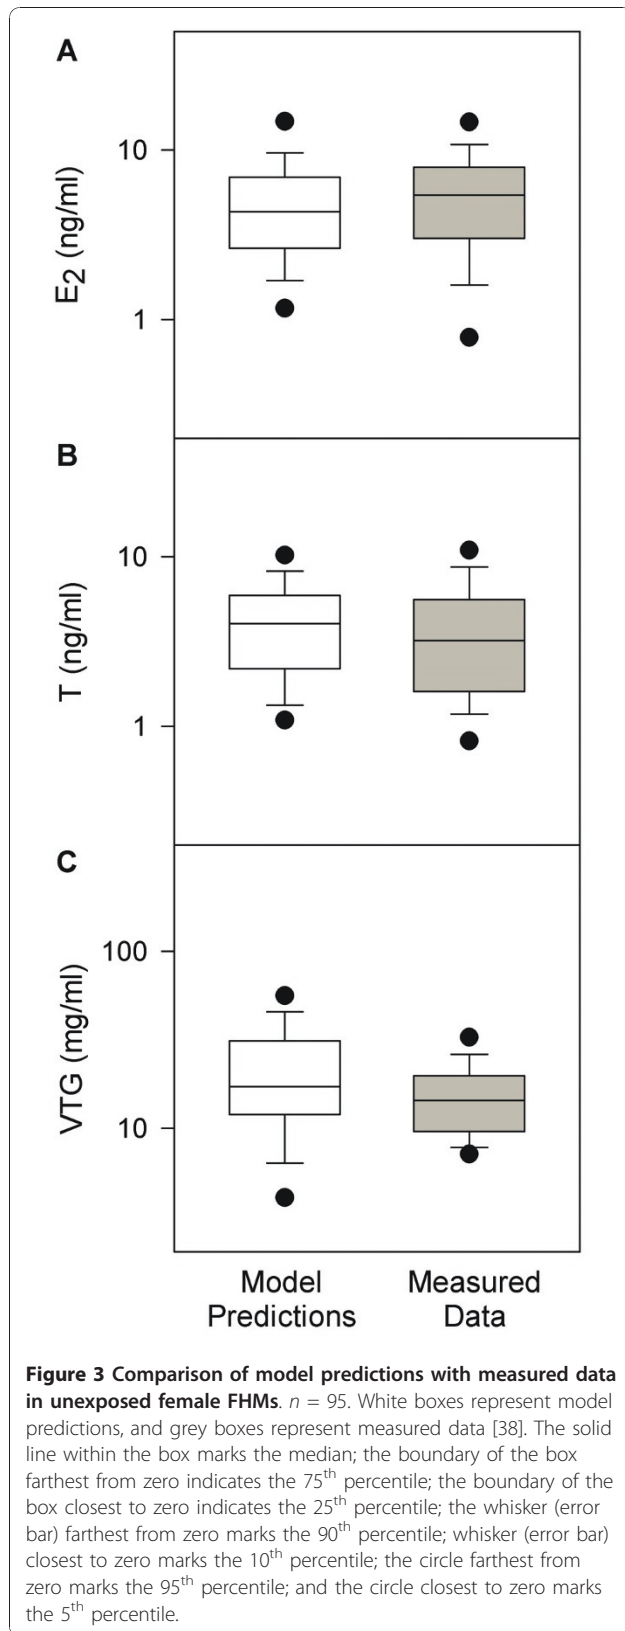 A
10
E2 (ng/ml)
1
B
10
T (ng/ml)
1
C
100
VTG (mg/ml)
10
Model Measured
Predictions Data
Figure 3 Comparison of model predictions with measured data
in unexposed female FHMs. n = 95. White boxes represent model
predictions, and grey boxes represent measured data [38]. The solid
line within the box marks the median; the boundary of the box
farthest from zero indicates the 75th percentile; the boundary of the
box closest to zero indicates the 25th percentile; the whisker (error
bar) farthest from zero marks the 90th percentile; whisker (error bar)
closest to zero marks the 10th percentile; the circle farthest from
zero marks the 95th percentile; and the circle closest to zero marks
the 5th percentile.